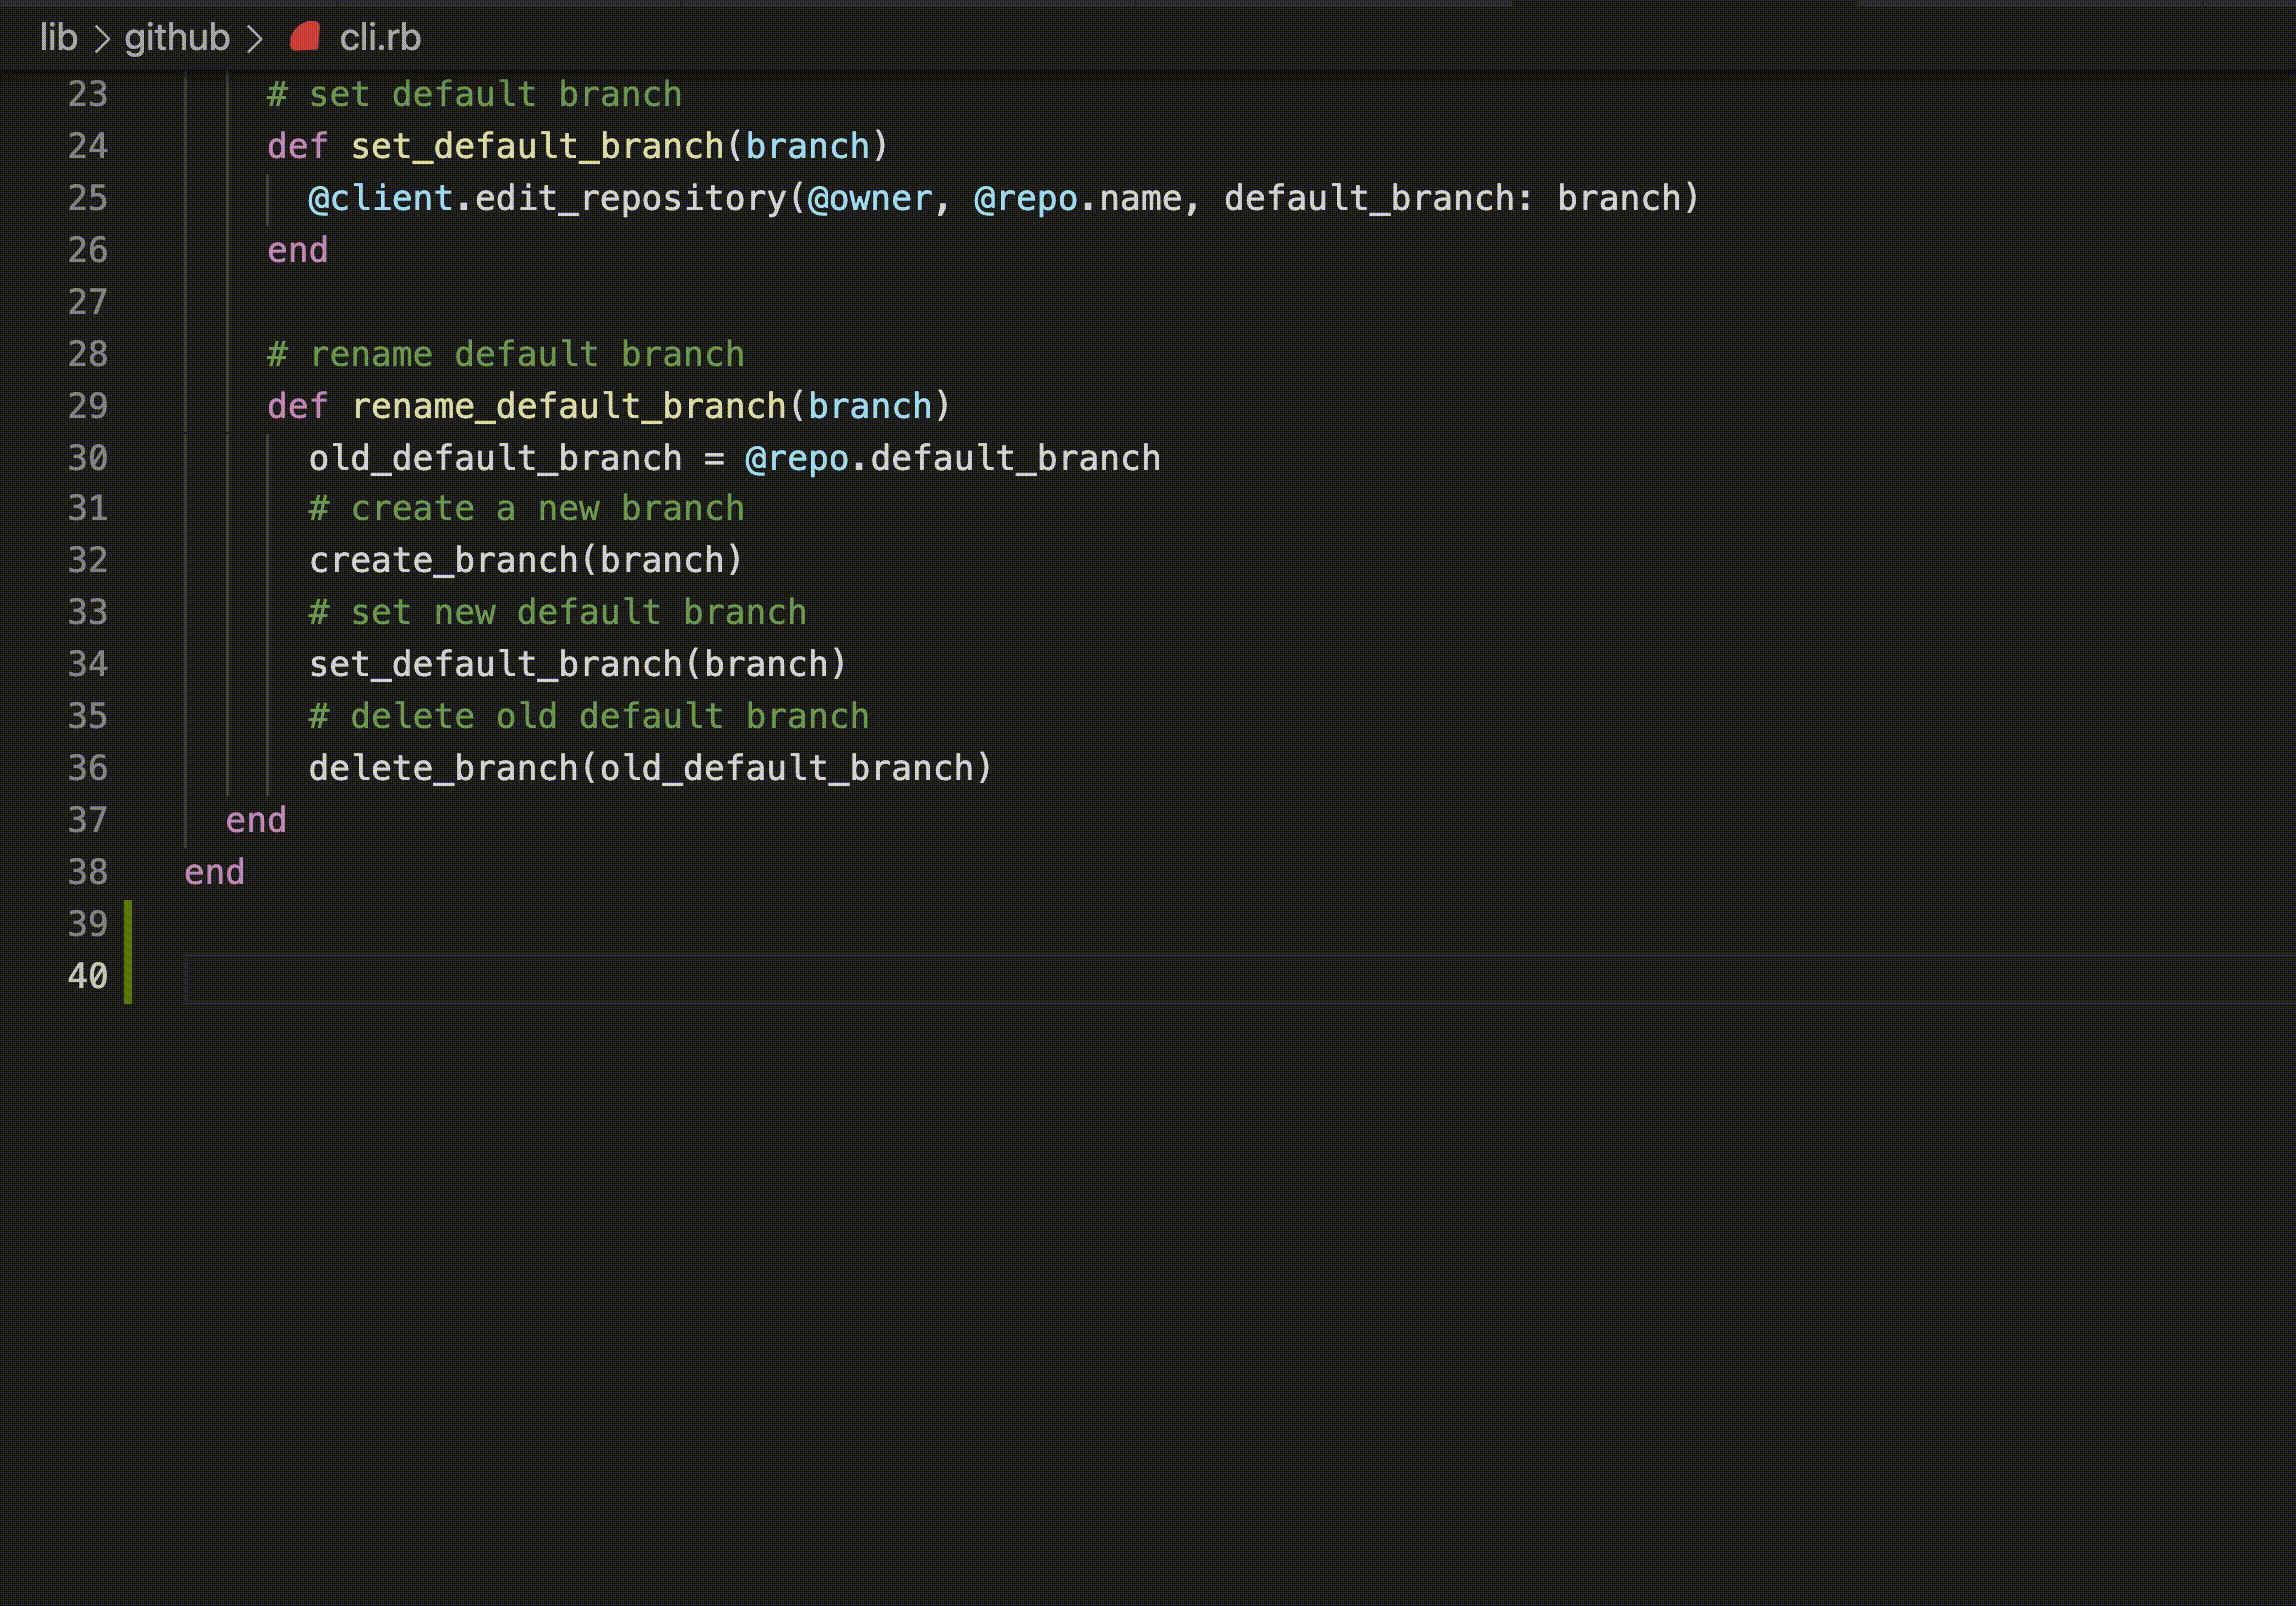 lib > github > cli.rb
23 # set default branch
24 def set_default_branch(branch)
25 @client.edit_repository(@owner, @repo.name, default_branch: branch)
26 end
27
28 # rename default branch
29 def rename_default_branch(branch)
30 old_default_branch = @repo.default_branch
31 # create a new branch
32 create_branch(branch)
33 # set new default branch
34 set_default_branch(branch)
35 # delete old default branch
36 delete_branch(old_default_branch)
37 end
38 end
39
40